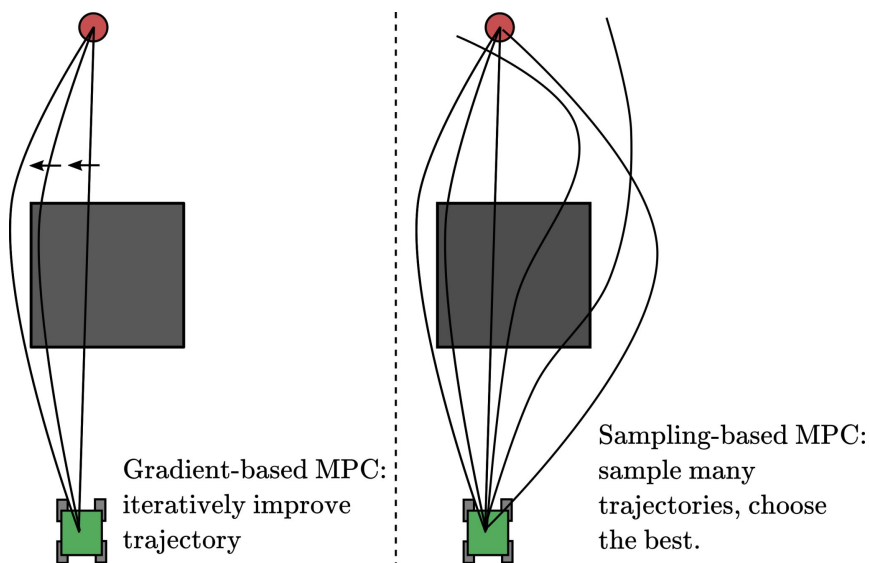 Gradient-based MPC:
iteratively improve
trajectory
Sampling-based MPC:
sample many
trajectories, choose
the best.